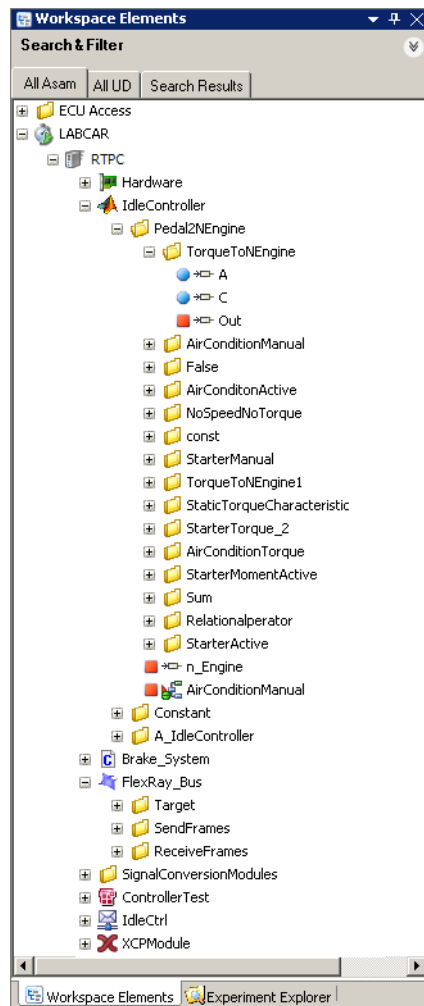 Workspace Elements
Search & Filter
All Asam All UD Search Results
ECU Access
LABCAR
RTPC
Hardware
IdleController
Pedal2NEngine
TorqueToNEngine
A
C
Out
AirConditionManual
False
AirConditonActive
NoSpeedNoTorque
const
StarterManual
TorqueToNEngine1
StaticTorqueCharacteristic
StarterTorque_2
AirConditionTorque
StarterMomentActive
Sum
Relationalperator
StarterActive
n_Engine
AirConditionManual
Constant
A_IdleController
Brake_System
FlexRay_Bus
Target
SendFrames
ReceiveFrames
SignalConversionModules
ControllerTest
IdleCtrl
XCPModule
Workspace Elements Experiment Explorer